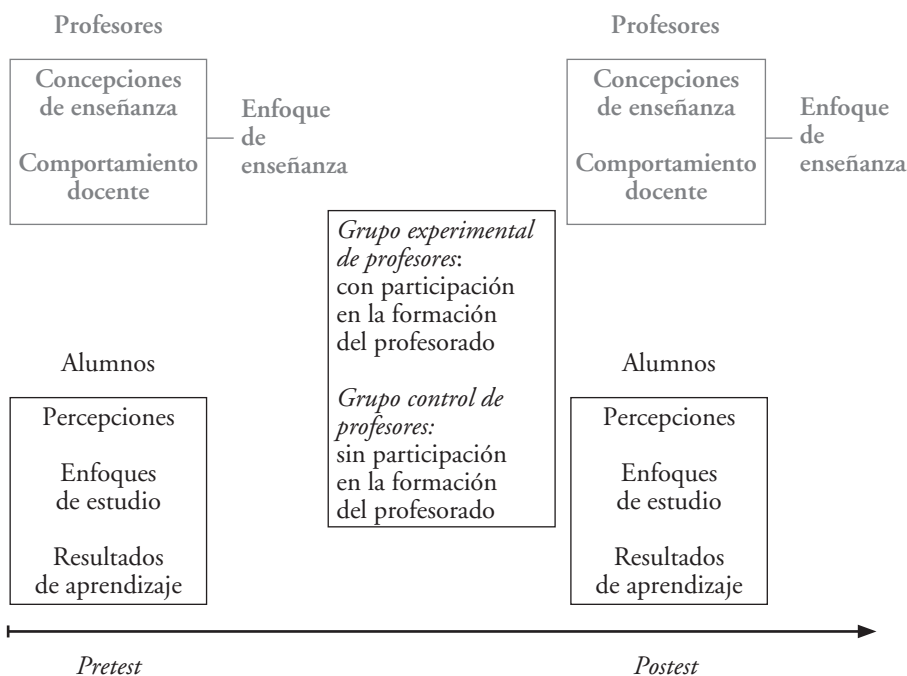 Profesores
Concepciones
de enseñanza
Comportamiento
docente
Enfoque
de
enseñanza
Profesores
Concepciones
de enseñanza
Comportamiento
docente
Enfoque
de
enseñanza
Grupo experimental
de profesores:
con participación
en la formación
del profesorado
Grupo control de
profesores:
sin participación
en la formación
del profesorado
Alumnos
Percepciones
Enfoques
de estudio
Resultados
de aprendizaje
Alumnos
Percepciones
Enfoques
de estudio
Resultados
de aprendizaje
Pretest
Postest